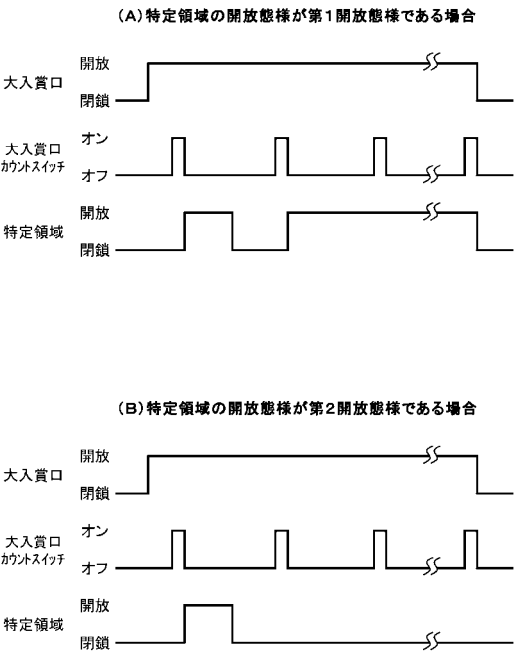 （A）特定領域の開放態様が第１開放態様である場合
開放
大入賞口
閉鎖
オン
大入賞口
カウントスイッチ
オフ
開放
特定領域
閉鎖
（B）特定領域の開放態様が第２開放態様である場合
開放
大入賞口
閉鎖
オン
大入賞口
カウントスイッチ
オフ
開放
特定領域
閉鎖